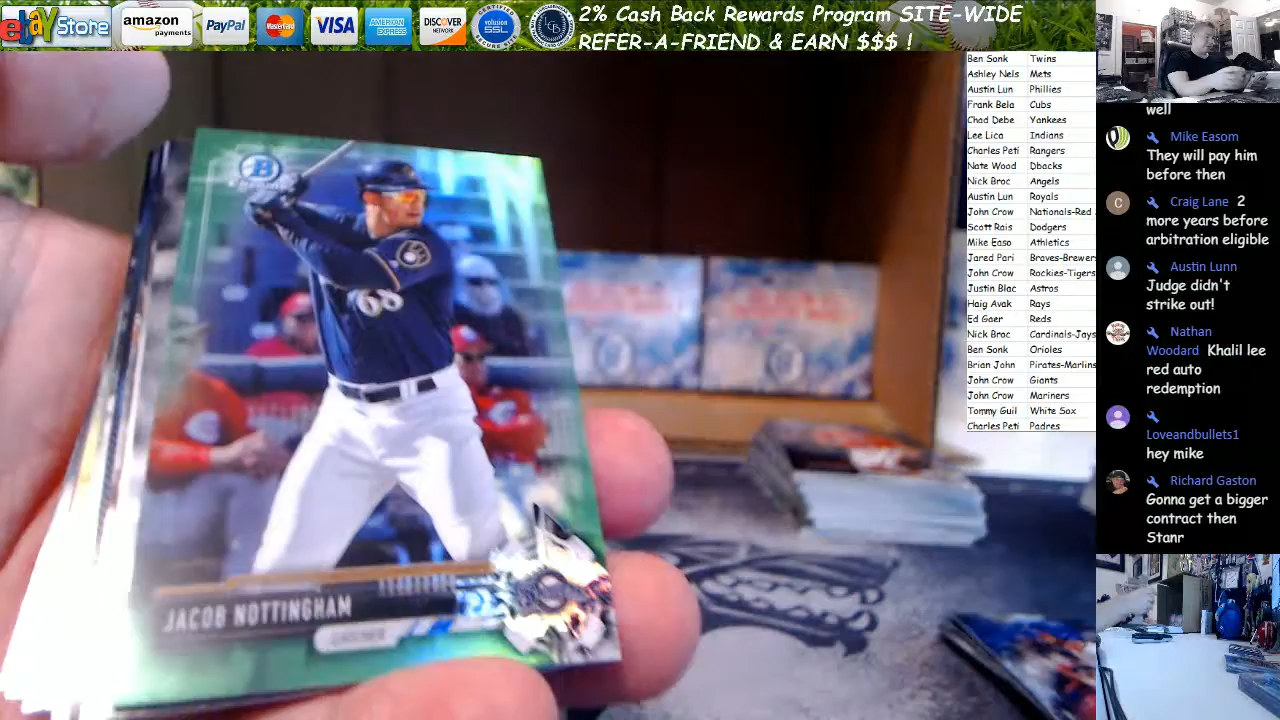 ebay Store
amazon payments
PayPal
MasterCard
VISA
AMERICAN EXPRESS
DISCOVER NETWORK
volusion SSL
2% Cash Back Rewards Program SITE-WIDE
REFER-A-FRIEND & EARN $$$ !
Ben Sonk Twins
Ashley Nels Mets
Austin Lun Phillies
Frank Bela Cubs
Chad Debe Yankees
Lee Lica Indians
Charles Peti Rangers
Nate Wood Dbacks
Nick Broc Angels
Austin Lun Royals
John Crow Nationals-Red
Scott Rais Dodgers
Mike Easo Athletics
Jared Pari Braves-Brewers
John Crow Rockies-Tigers
Justin Blac Astros
Haig Avak Rays
Ed Gaer Reds
Nick Broc Cardinals-Jays
Ben Sonk Orioles
Brian John Pirates-Marlins
John Crow Giants
John Crow Mariners
Tommy Guil White Sox
Charles Peti Padres
well
Mike Easom
They will pay him
before then
Craig Lane 2
more years before
arbitration eligible
Austin Lunn
Judge didn't
strike out!
Nathan
Woodard Khalil lee
red auto
redemption
Loveandbullets1
hey mike
Richard Gaston
Gonna get a bigger
contract then
Stanr
B
68
JACOB NOTTINGHAM